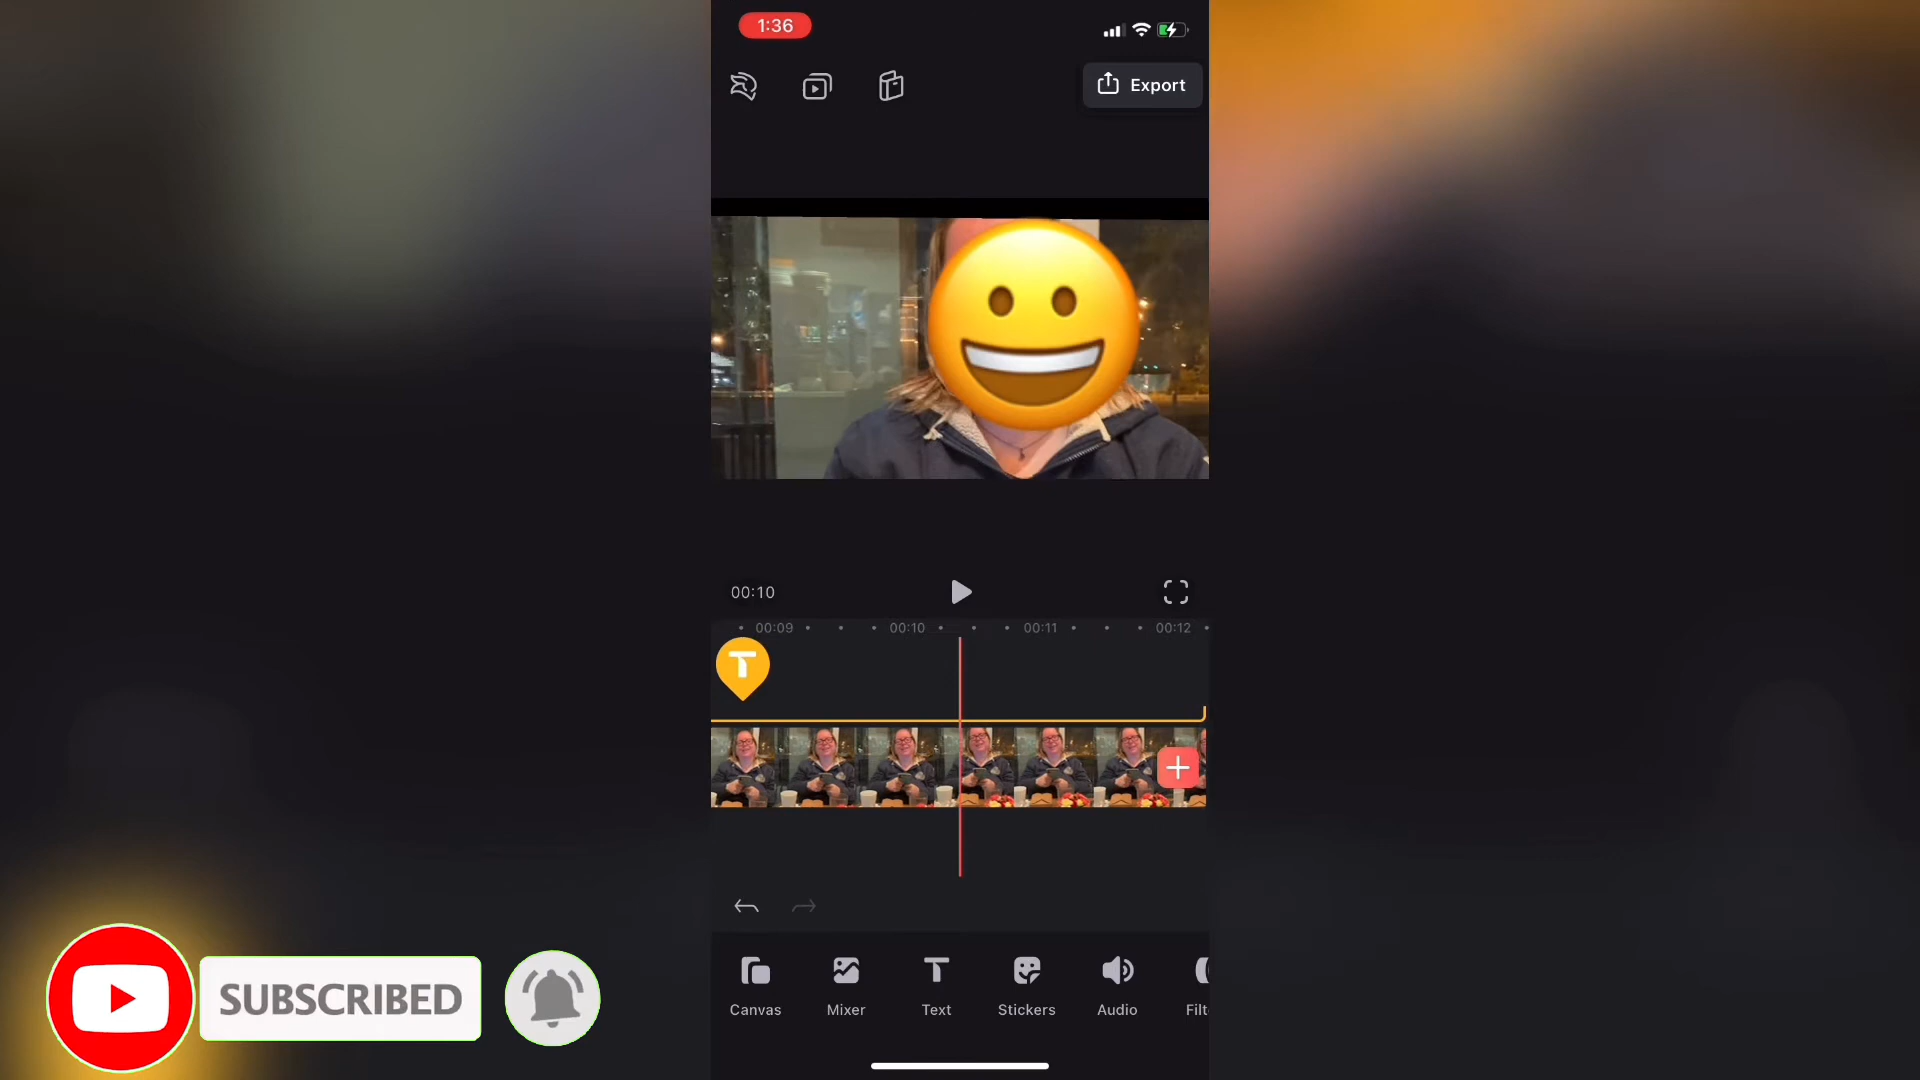 1:36
Export
00:10
00:09
00:10
00:11
00:12
T
Canvas
Mixer
Text
Stickers
Audio
Filt
SUBSCRIBED